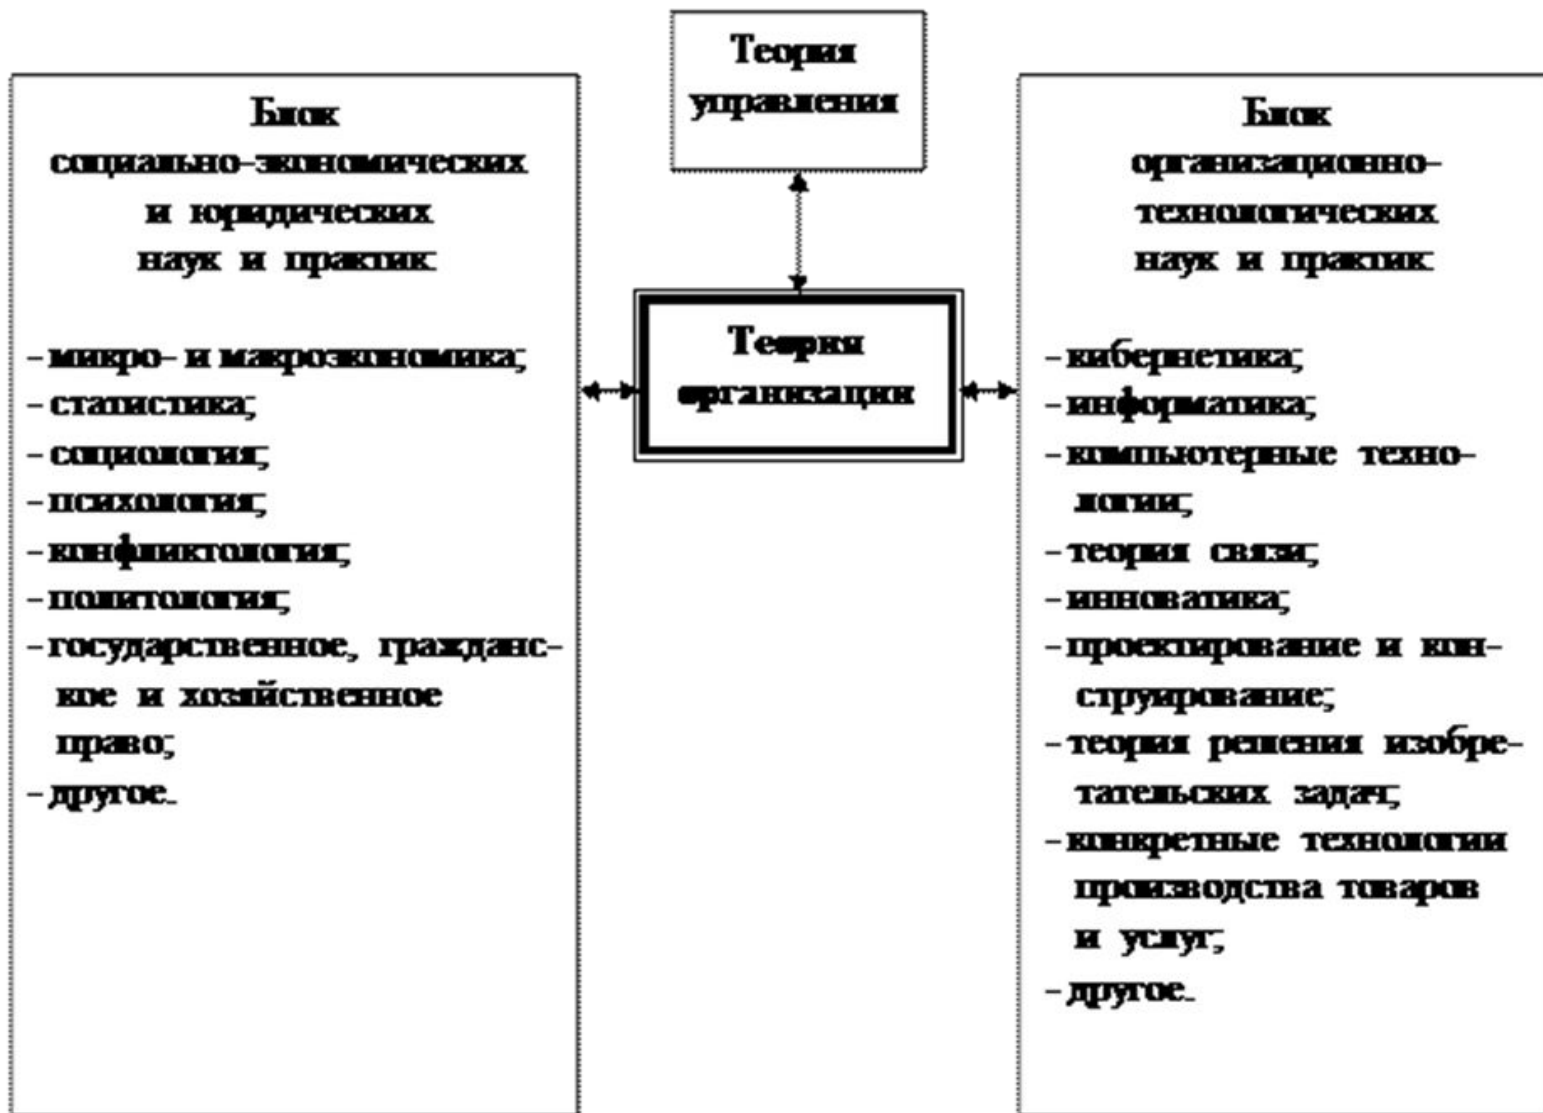 Теория
управления
Блок
социально-экономических
и юридических
наук и практик:
- микро- и макроэкономика;
- статистика;
- социология;
- психология;
- конфликтология;
- политология;
- государственное, гражданс-
кое и хозяйственное
право;
- другое.
Теория
организации
Блок
организационно-
технологических
наук и практик:
- кибернетика;
- информатика;
- компьютерные техно-
логии;
- теория связи;
- инноватика;
- проектирование и кон-
струирование;
- теория решения изобре-
тательских задач;
- конкретные технологии
производства товаров
и услуг;
- другое.